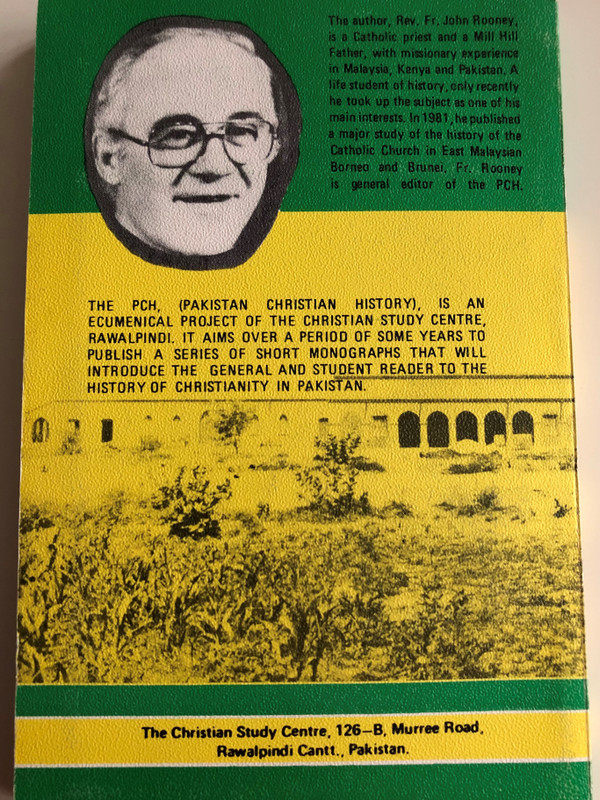 The author, Rev. Fr. John Rooney,
is a Catholic priest and a Mill Hill
Father, with missionary experience
in Malaysia, Kenya and Pakistan. A
life student of history, only recently
he took up the subject as one of his
main interests. In 1981, he published
a major study of the history of the
Catholic Church in East Malaysian
Borneo and Brunei. Fr. Rooney
is general editor of the PCH.
THE PCH, (PAKISTAN CHRISTIAN HISTORY), IS AN
ECUMENICAL PROJECT OF THE CHRISTIAN STUDY CENTRE,
RAWALPINDI. IT AIMS OVER A PERIOD OF SOME YEARS TO
PUBLISH A SERIES OF SHORT MONOGRAPHS THAT WILL
INTRODUCE THE GENERAL AND STUDENT READER TO THE
HISTORY OF CHRISTIANITY IN PAKISTAN.
The Christian Study Centre, 126–B, Murree Road,
Rawalpindi Cantt., Pakistan.